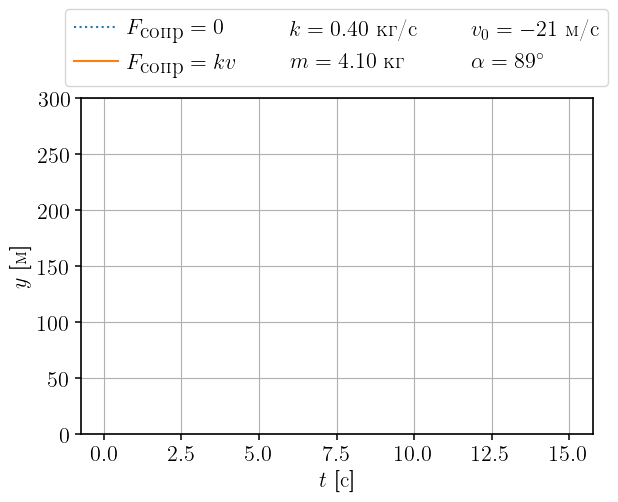 F_сопр = 0 k = 0.40 кг/с v_0 = −21 м/с
F_сопр = kv m = 4.10 кг α = 89°
300
250
200
150
100
50
0
y [м]
0.0 2.5 5.0 7.5 10.0 12.5 15.0
t [с]